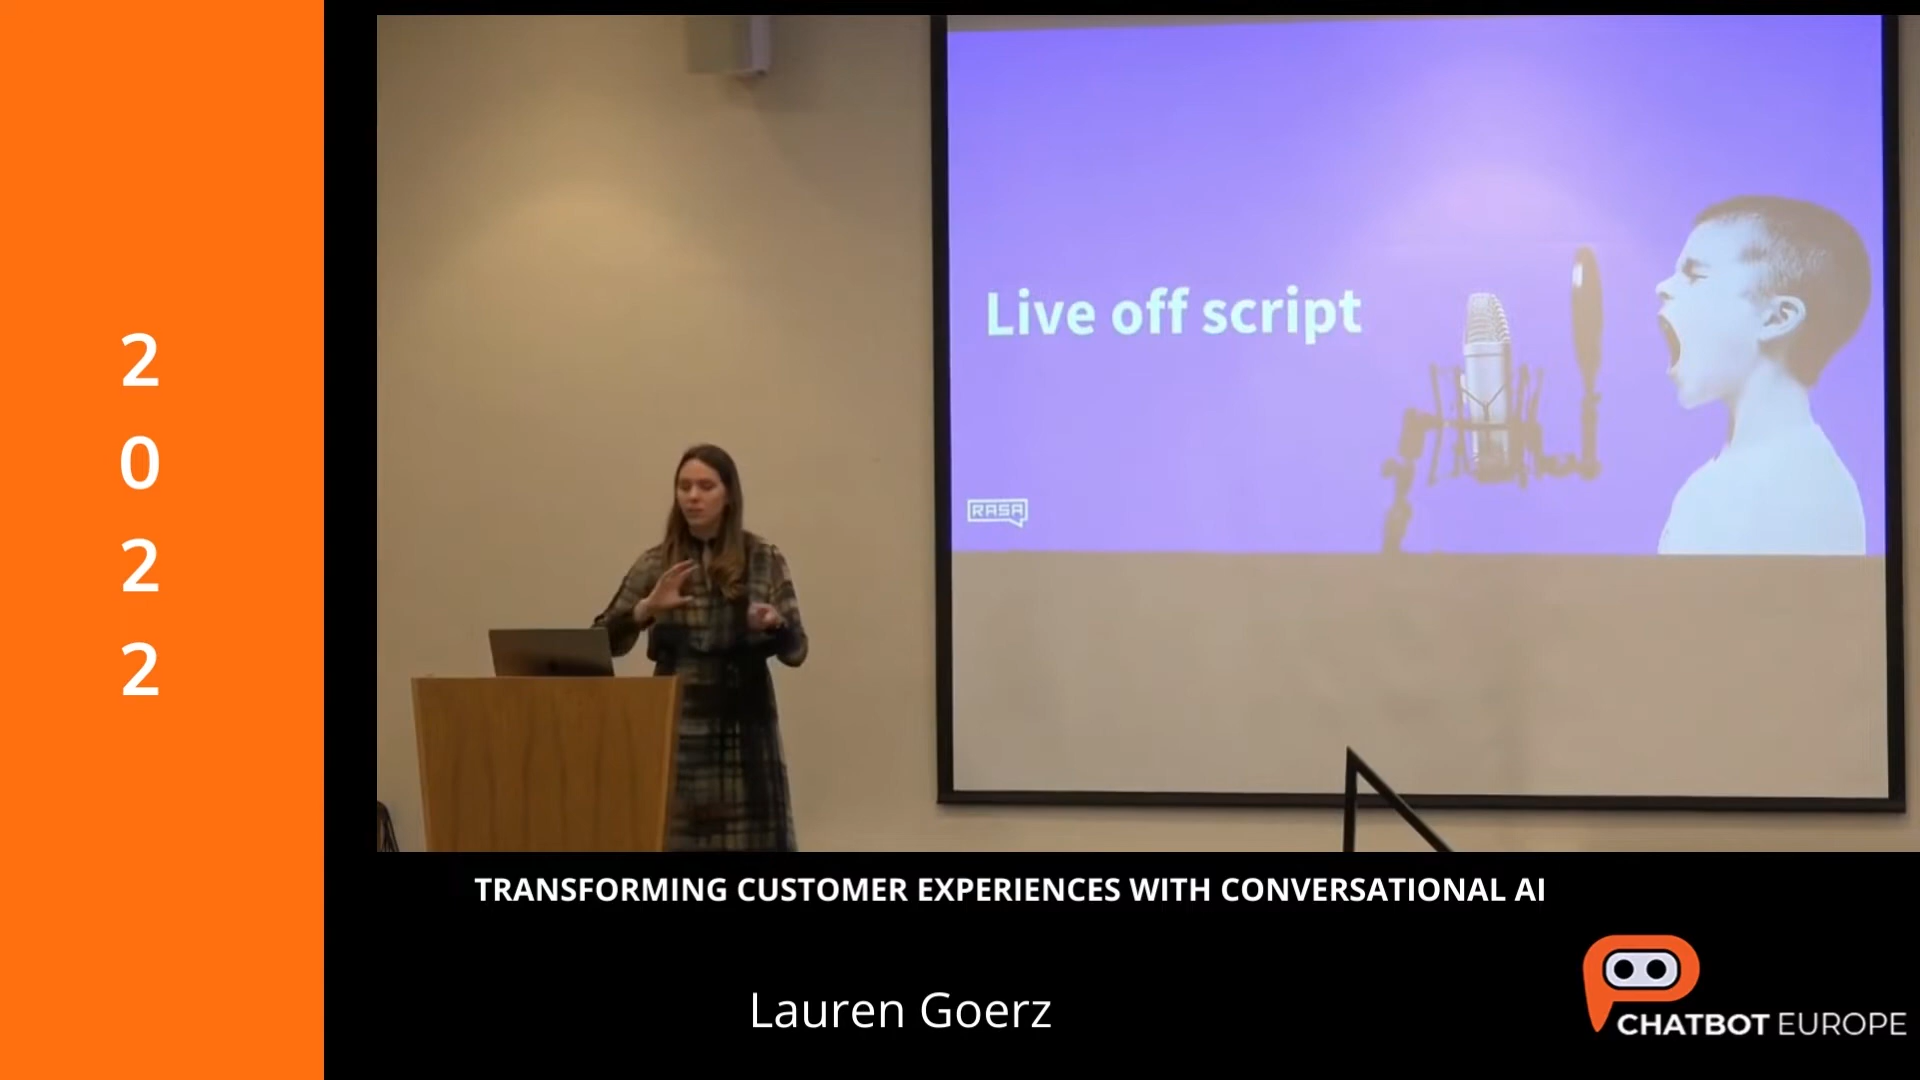 2
0
2
2
Live off script
RASA
TRANSFORMING CUSTOMER EXPERIENCES WITH CONVERSATIONAL AI
Lauren Goerz
CHATBOT EUROPE